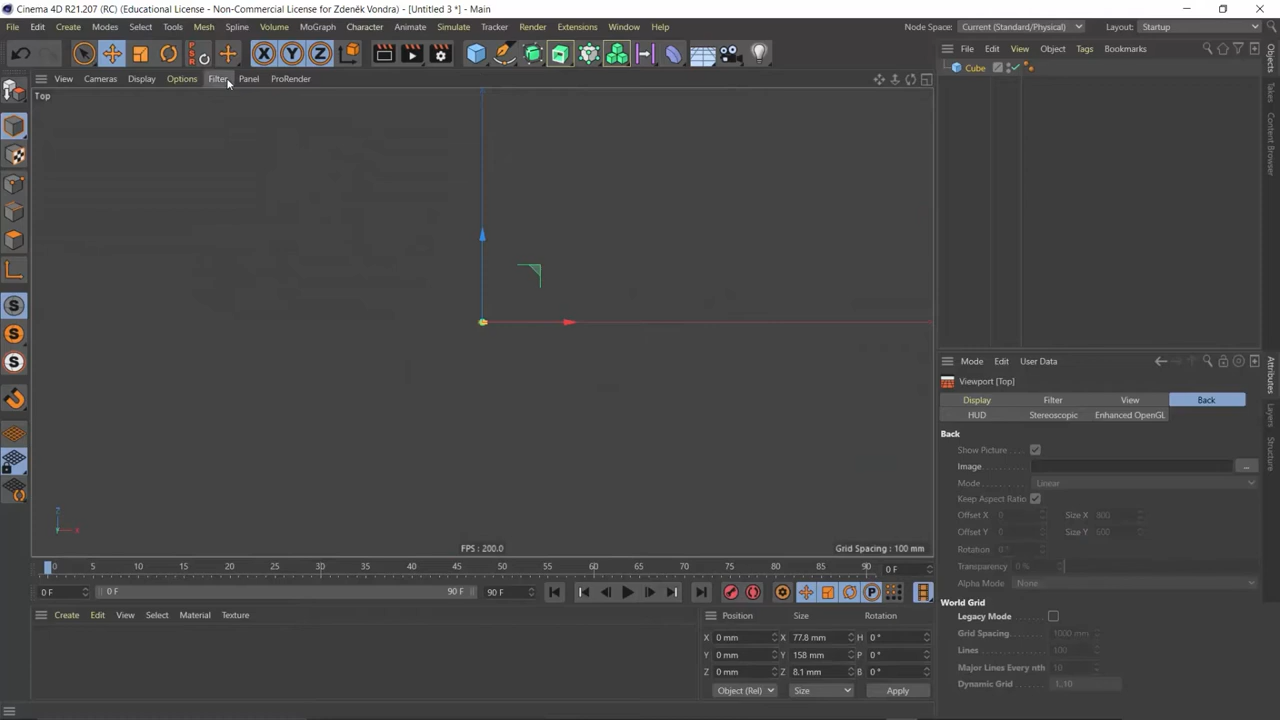 Cinema 4D R21.207 (RC) (Educational License - Non-Commercial License for Zdeněk Vondra) - [Untitled 3 *] - Main
File Edit Create Modes Select Tools Mesh Spline Volume MoGraph Character Animate Simulate Tracker Render Extensions Window Help Node Space: Current (Standard/Physical) Layout: Startup
X Y Z
File Edit View Object Tags Bookmarks
Cube
View Cameras Display Options Filter Panel ProRender
Top
Z
X
FPS : 200.0
Grid Spacing : 100 mm
0 5 10 15 20 25 30 35 40 45 50 55 60 65 70 75 80 85 90 0 F
0 F 0 F 90 F 90 F
P
Create Edit View Select Material Texture
Position Size Rotation
X 0 mm X 77.8 mm H 0 °
Y 0 mm Y 158 mm P 0 °
Z 0 mm Z 8.1 mm B 0 °
Object (Rel) Size Apply
Mode Edit User Data
Viewport [Top]
Display Filter View Back
HUD Stereoscopic Enhanced OpenGL
Back
Show Picture
Image ...
Mode Linear
Keep Aspect Ratio
Offset X 0 Size X 800
Offset Y 0 Size Y 600
Rotation 0 °
Transparency 0 %
Alpha Mode None
World Grid
Legacy Mode
Grid Spacing 1000 mm
Lines 100
Major Lines Every nth 10
Dynamic Grid 1..10
Objects
Takes
Content Browser
Attributes
Layers
Structure